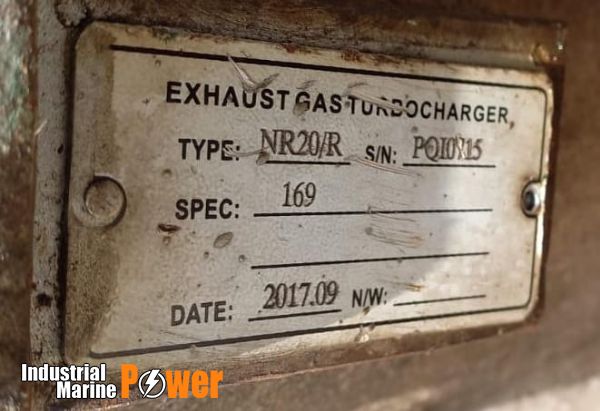 EXHAUST GAS TURBOCHARGER
TYPE: NR20/R S/N:
SPEC: 169
DATE: 2017.09 N/W:
Industrial
Marine Power